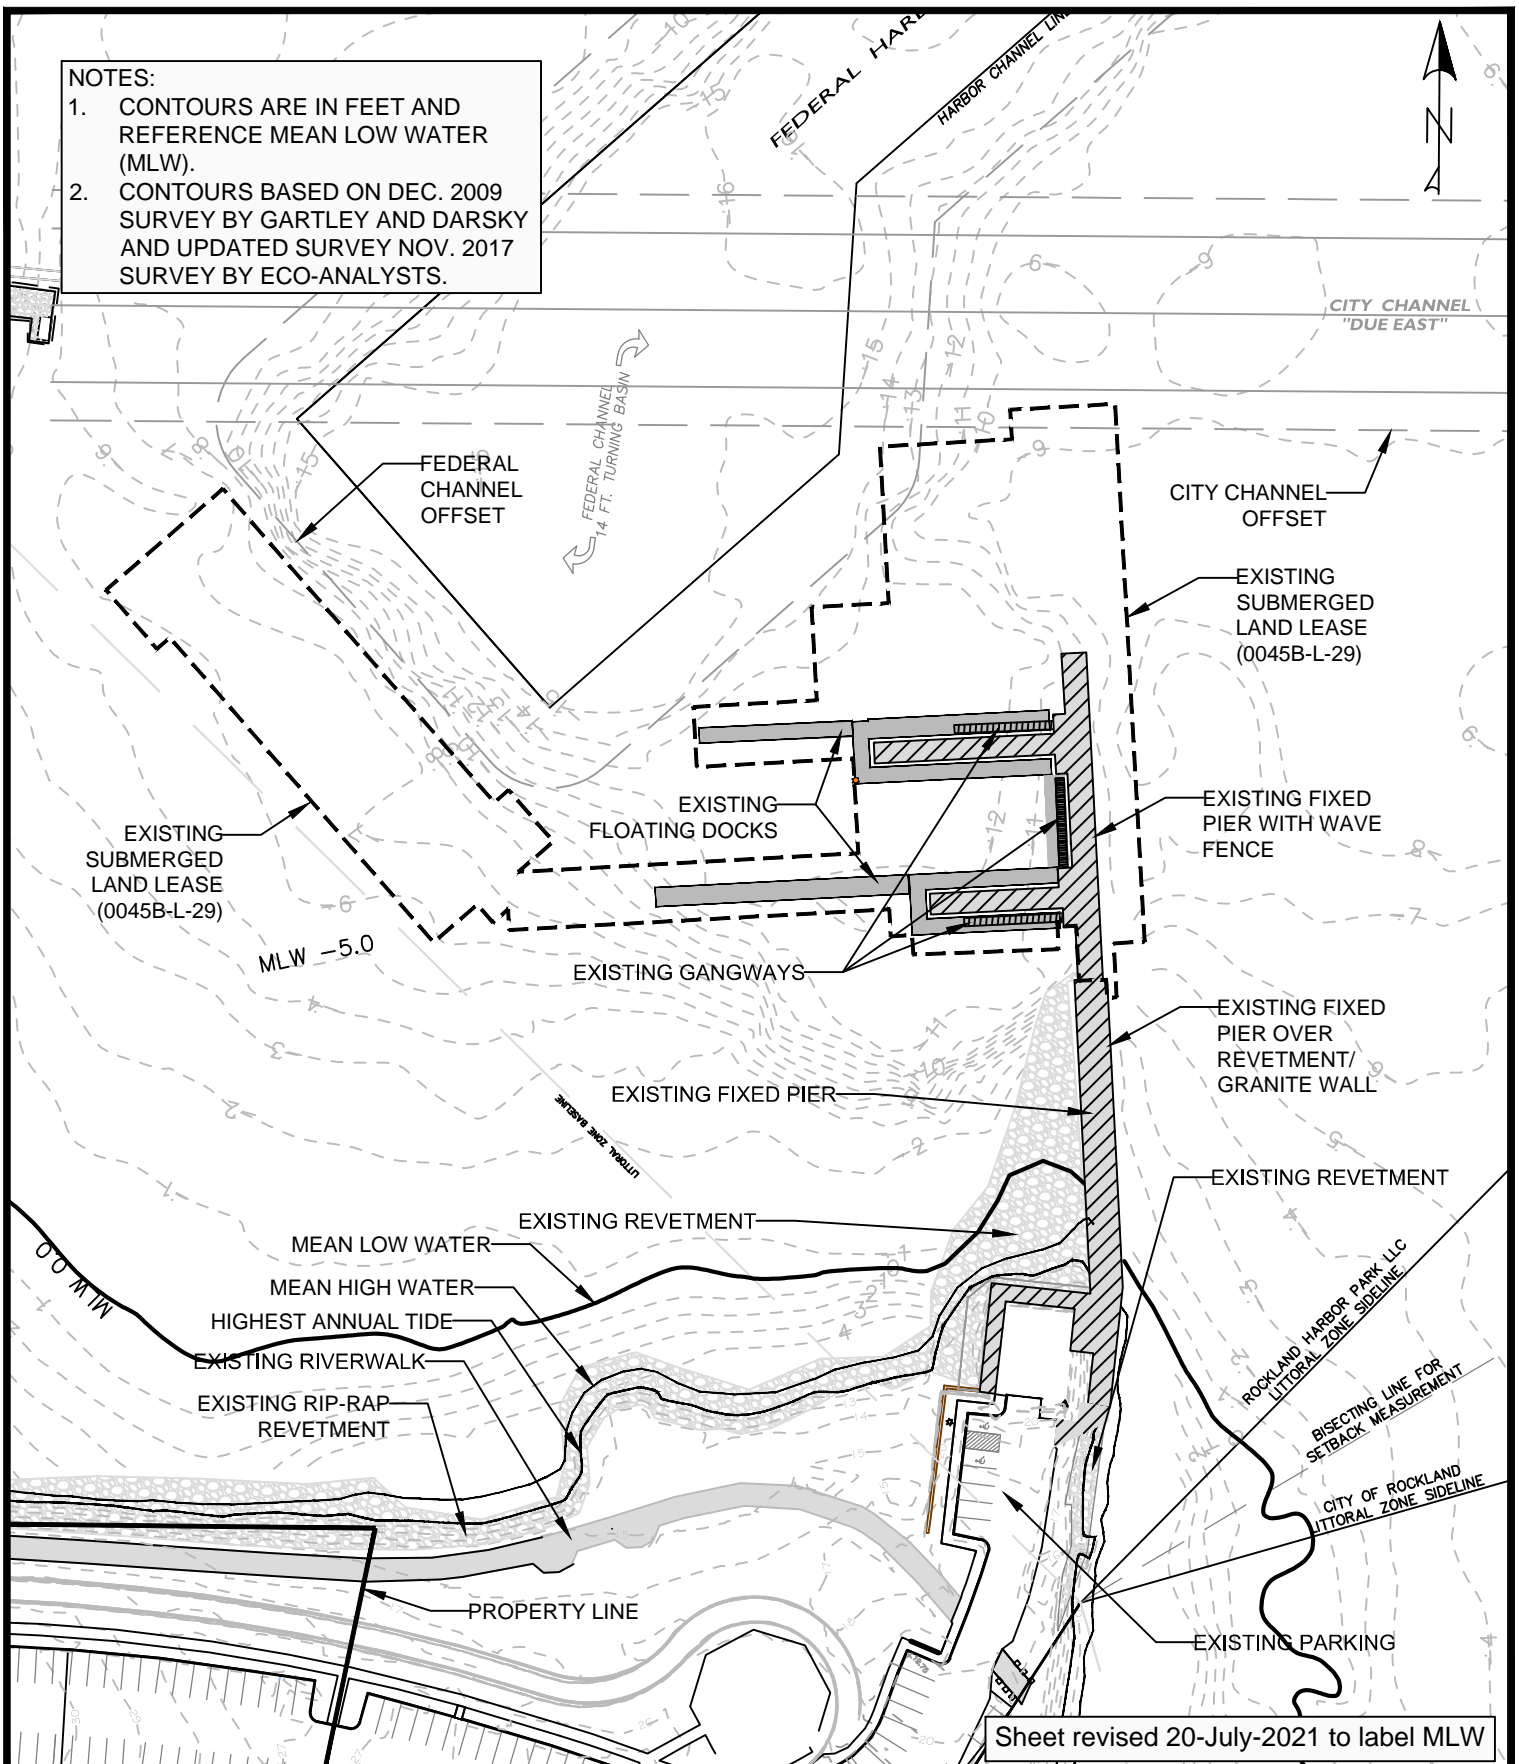 NOTES:
1. CONTOURS ARE IN FEET AND
REFERENCE MEAN LOW WATER
(MLW).
2. CONTOURS BASED ON DEC. 2009
SURVEY BY GARTLEY AND DARSKY
AND UPDATED SURVEY NOV. 2017
SURVEY BY ECO-ANALYSTS.
FEDERAL
HARBOR CHANNEL
N
CITY CHANNEL
"DUE EAST"
FEDERAL CHANNEL
14 FT. TURNING BASIN
FEDERAL
CHANNEL
OFFSET
CITY CHANNEL
OFFSET
EXISTING
SUBMERGED
LAND LEASE
(0045B-L-29)
EXISTING
FLOATING DOCKS
EXISTING FIXED
PIER WITH WAVE
FENCE
EXISTING
SUBMERGED
LAND LEASE
(0045B-L-29)
MLW -5.0
EXISTING GANGWAYS
EXISTING FIXED
PIER OVER
REVETMENT/
GRANITE WALL
EXISTING FIXED PIER
LITTORAL ZONE BASELINE
EXISTING REVETMENT
EXISTING REVETMENT
MEAN LOW WATER
MLW 0.0
MEAN HIGH WATER
HIGHEST ANNUAL TIDE
EXISTING RIVERWALK
EXISTING RIP-RAP
REVETMENT
ROCKLAND HARBOR PARK LLC
LITTORAL ZONE SIDELINE
BISECTING LINE FOR
SETBACK MEASUREMENT
CITY OF ROCKLAND
LITTORAL ZONE SIDELINE
PROPERTY LINE
EXISTING PARKING
Sheet revised 20-July-2021 to label MLW